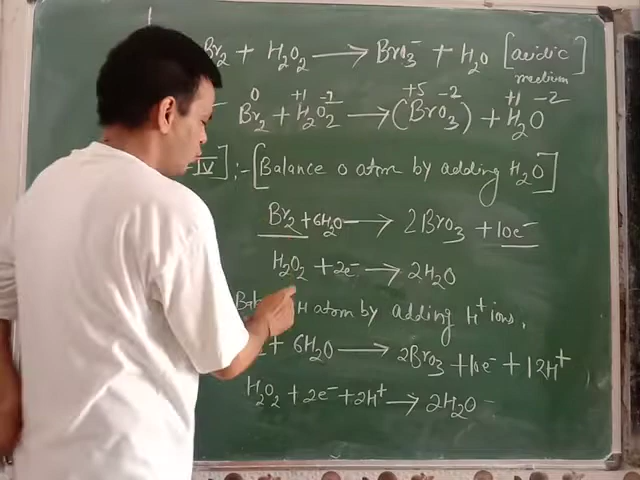 Br₂ + H₂O₂ ⟶ BrO₃⁻ + H₂O [acidic medium]
0 +1 -1 +5 -2 +1 -2
Br₂ + H₂O₂ ⟶ (BrO₃) + H₂O
IV] :- [Balance O atom by adding H₂O]
Br₂ + 6H₂O ⟶ 2BrO₃ + 10e⁻
H₂O₂ + 2e⁻ ⟶ 2H₂O
H atom by adding H⁺ ions.
+ 6H₂O ⟶ 2BrO₃ + 10e⁻ + 12H⁺
H₂O₂ + 2e⁻ + 2H⁺ ⟶ 2H₂O